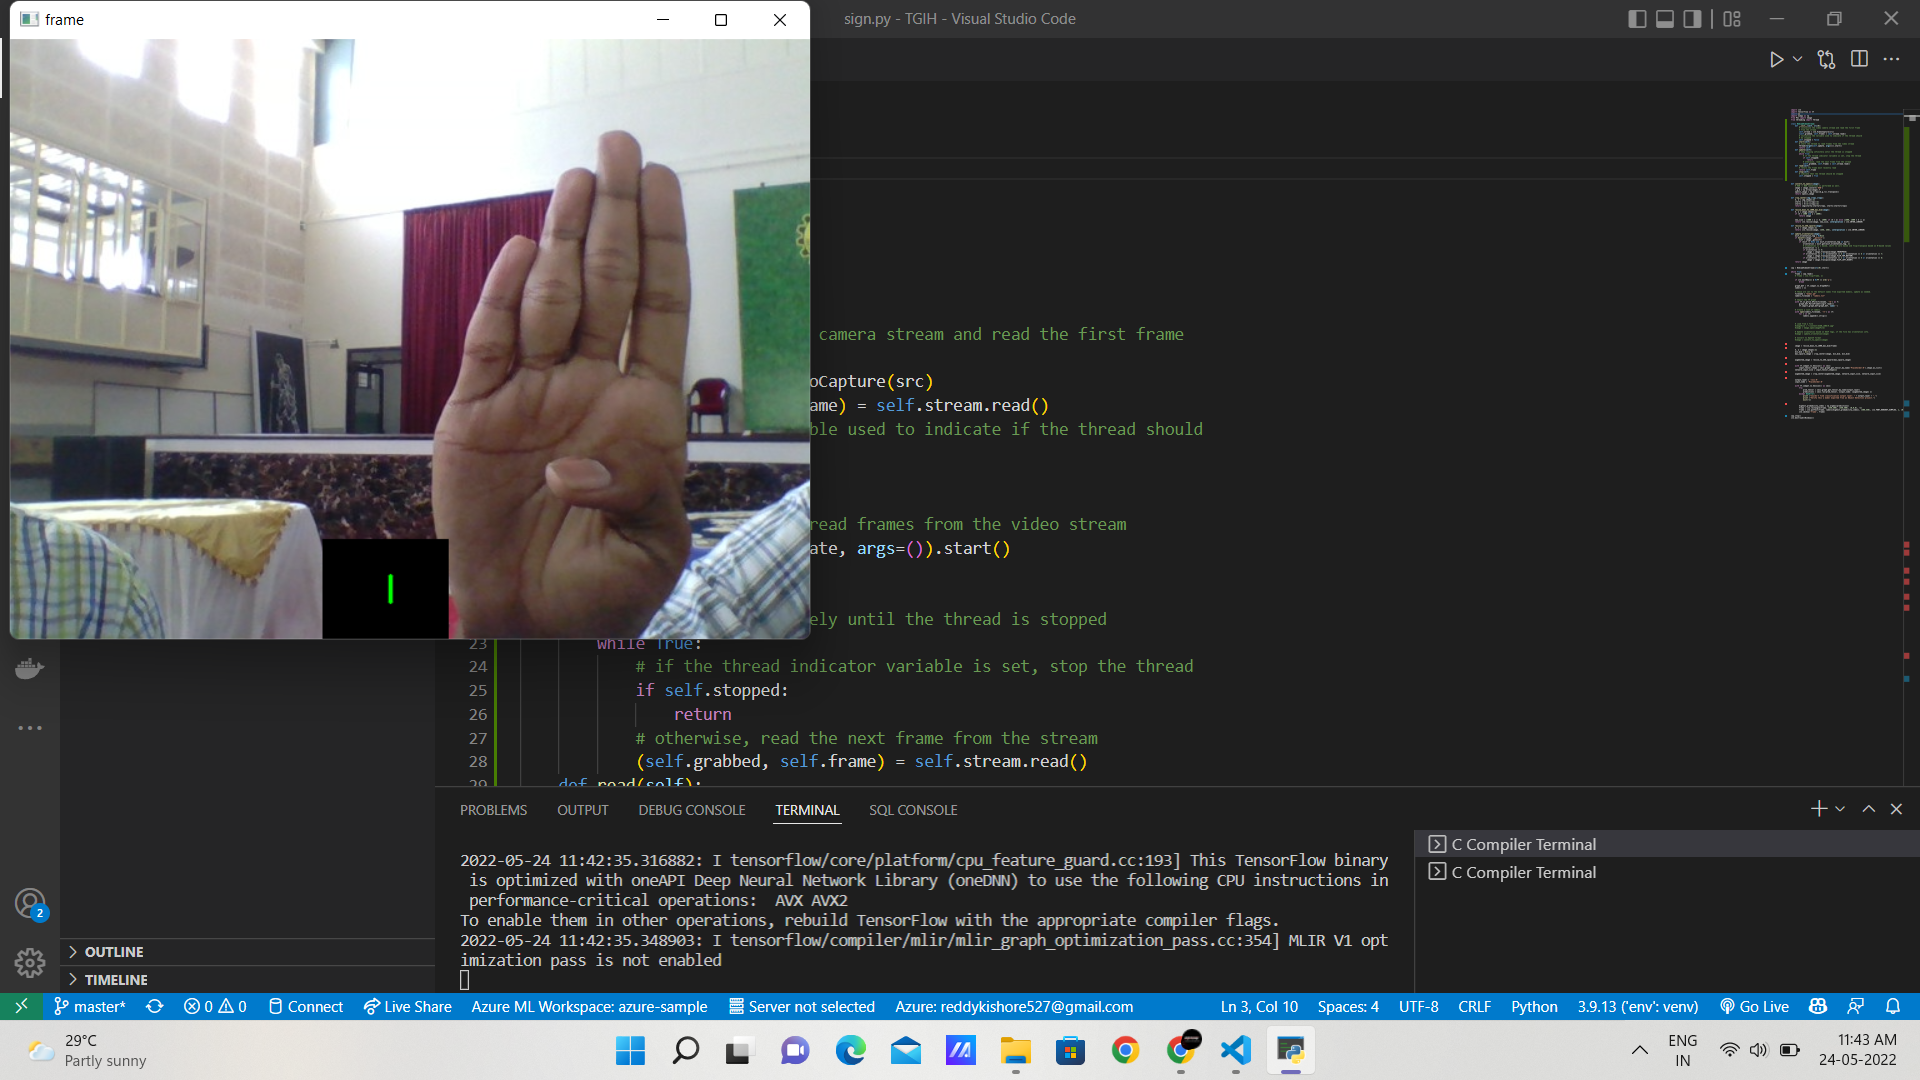 frame
sign.py - TGIH - Visual Studio Code
camera stream and read the first frame
oCapture(src)
ame) = self.stream.read()
ble used to indicate if the thread should
read frames from the video stream
ate, args=()).start()
ely until the thread is stopped
23 while True:
24 # if the thread indicator variable is set, stop the thread
25 if self.stopped:
26 return
27 # otherwise, read the next frame from the stream
28 (self.grabbed, self.frame) = self.stream.read()
29 def read(self):
I
PROBLEMS OUTPUT DEBUG CONSOLE TERMINAL SQL CONSOLE
2022-05-24 11:42:35.316882: I tensorflow/core/platform/cpu_feature_guard.cc:193] This TensorFlow binary
is optimized with oneAPI Deep Neural Network Library (oneDNN) to use the following CPU instructions in
performance-critical operations:  AVX AVX2
To enable them in other operations, rebuild TensorFlow with the appropriate compiler flags.
2022-05-24 11:42:35.348903: I tensorflow/compiler/mlir/mlir_graph_optimization_pass.cc:354] MLIR V1 opt
imization pass is not enabled
C Compiler Terminal
C Compiler Terminal
2
OUTLINE
TIMELINE
master* 0 0 Connect Live Share Azure ML Workspace: azure-sample Server not selected Azure: reddykishore527@gmail.com Ln 3, Col 10 Spaces: 4 UTF-8 CRLF Python 3.9.13 ('env': venv) Go Live
29°C
Partly sunny
ENG
IN
11:43 AM
24-05-2022